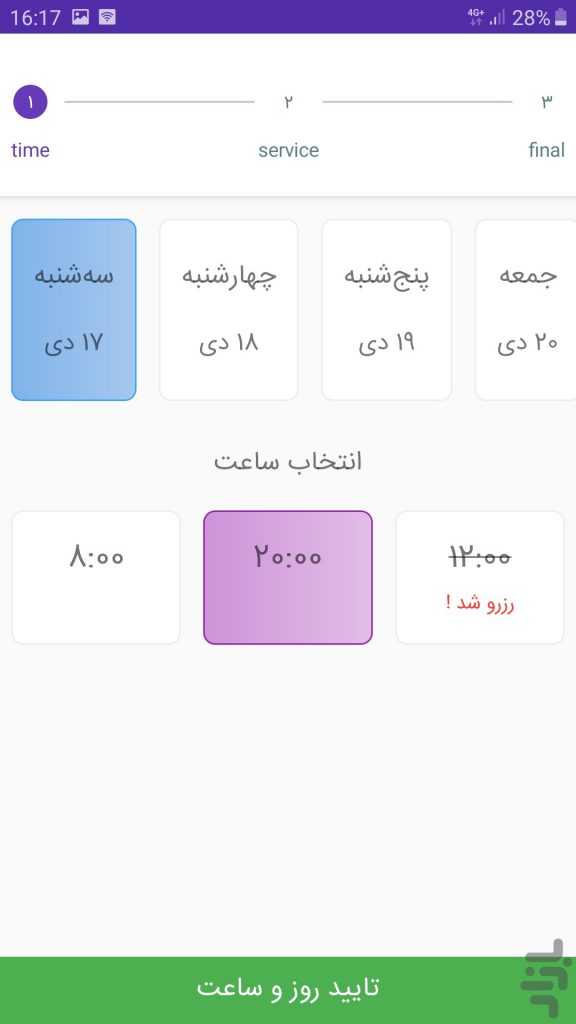 16:17 4G+ 28%
۱ ۲ ۳
time service final
سه‌شنبه چهارشنبه پنج‌شنبه جمعه
۱۷ دی ۱۸ دی ۱۹ دی ۲۰ دی
انتخاب ساعت
۸:۰۰ ۲۰:۰۰ ۱۲:۰۰
رزرو شد !
تایید روز و ساعت